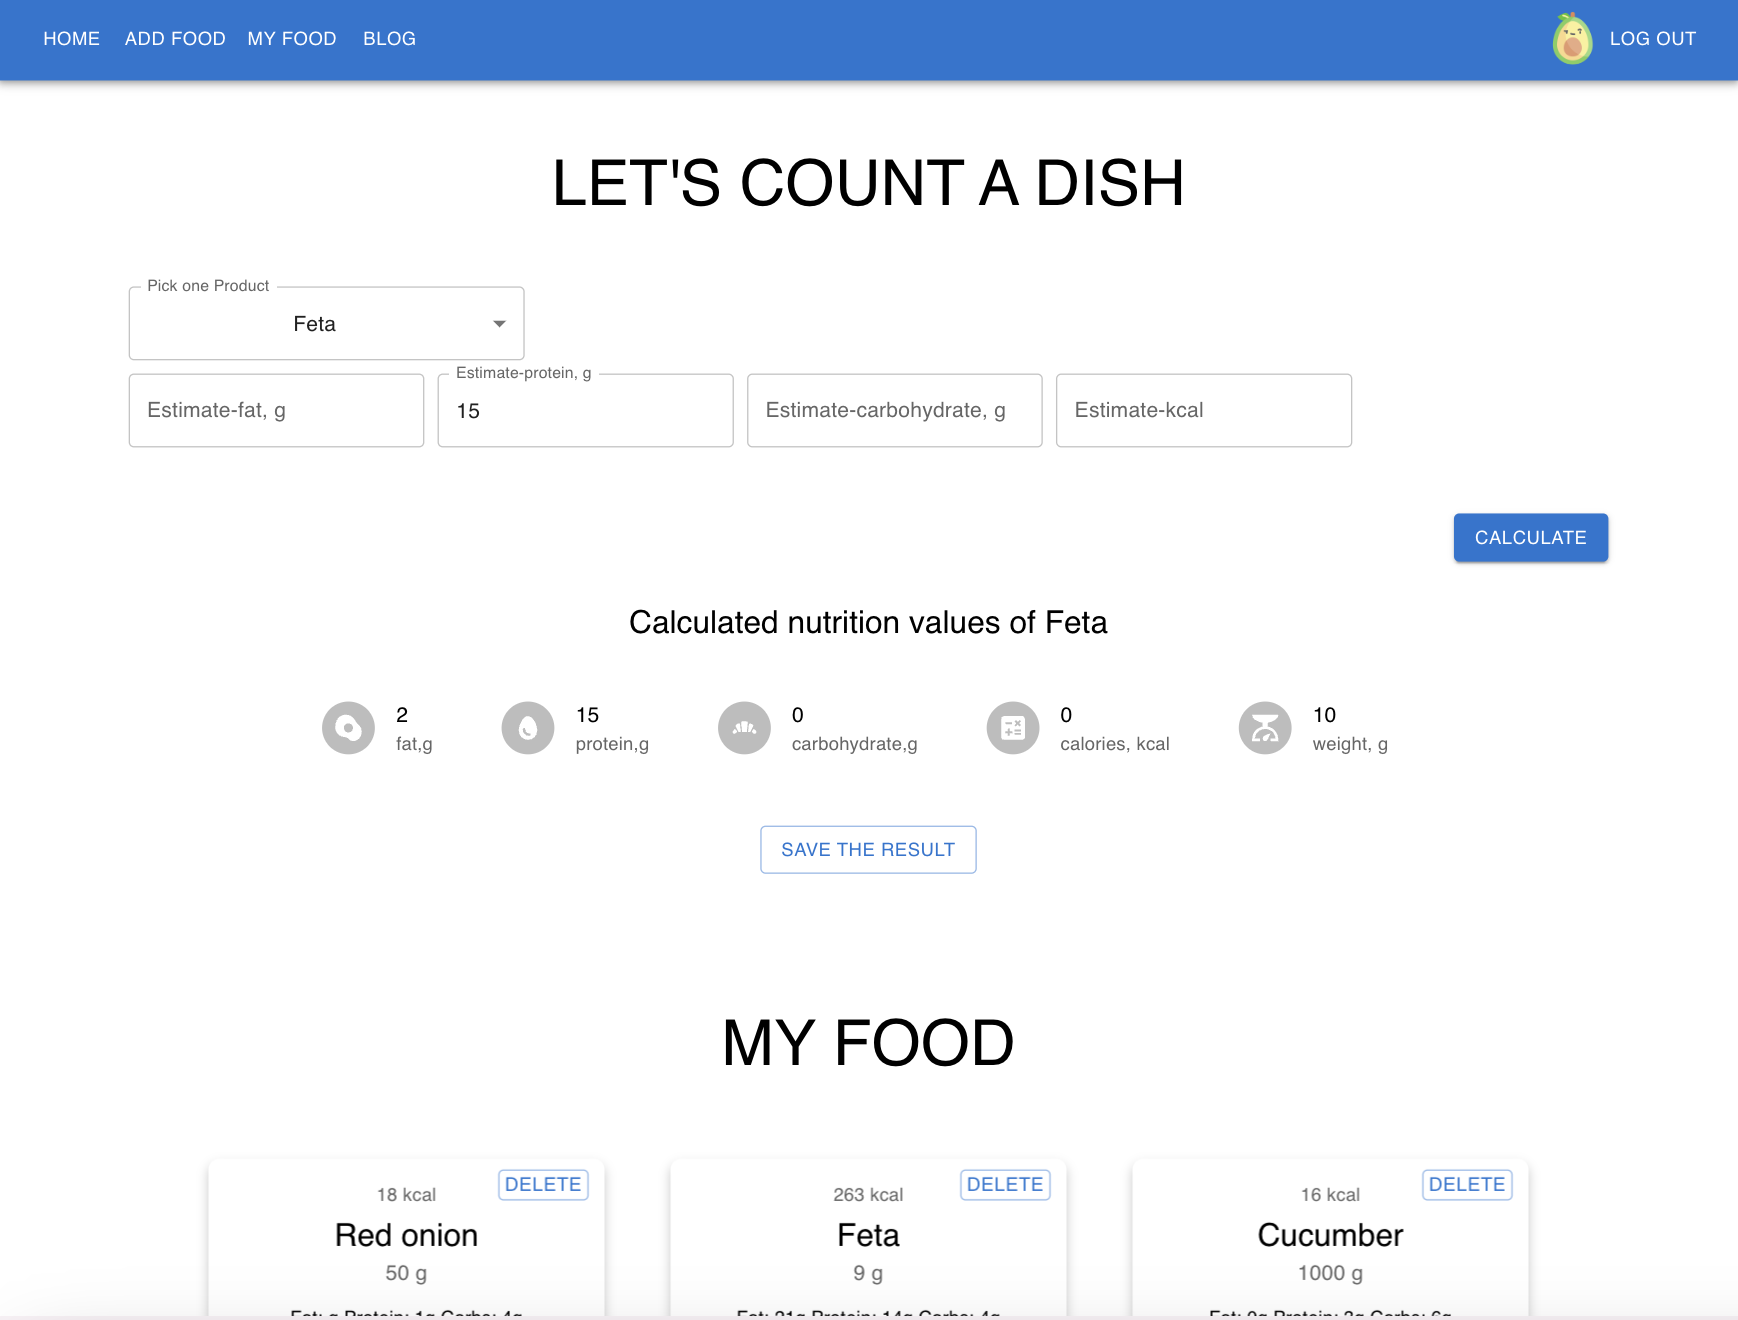 HOME ADD FOOD MY FOOD BLOG LOG OUT
LET'S COUNT A DISH
Pick one Product
Feta
Estimate-fat, g
Estimate-protein, g
15
Estimate-carbohydrate, g
Estimate-kcal
CALCULATE
Calculated nutrition values of Feta
2
fat,g
15
protein,g
0
carbohydrate,g
0
calories, kcal
10
weight, g
SAVE THE RESULT
MY FOOD
18 kcal
DELETE
Red onion
50 g
263 kcal
DELETE
Feta
9 g
16 kcal
DELETE
Cucumber
1000 g